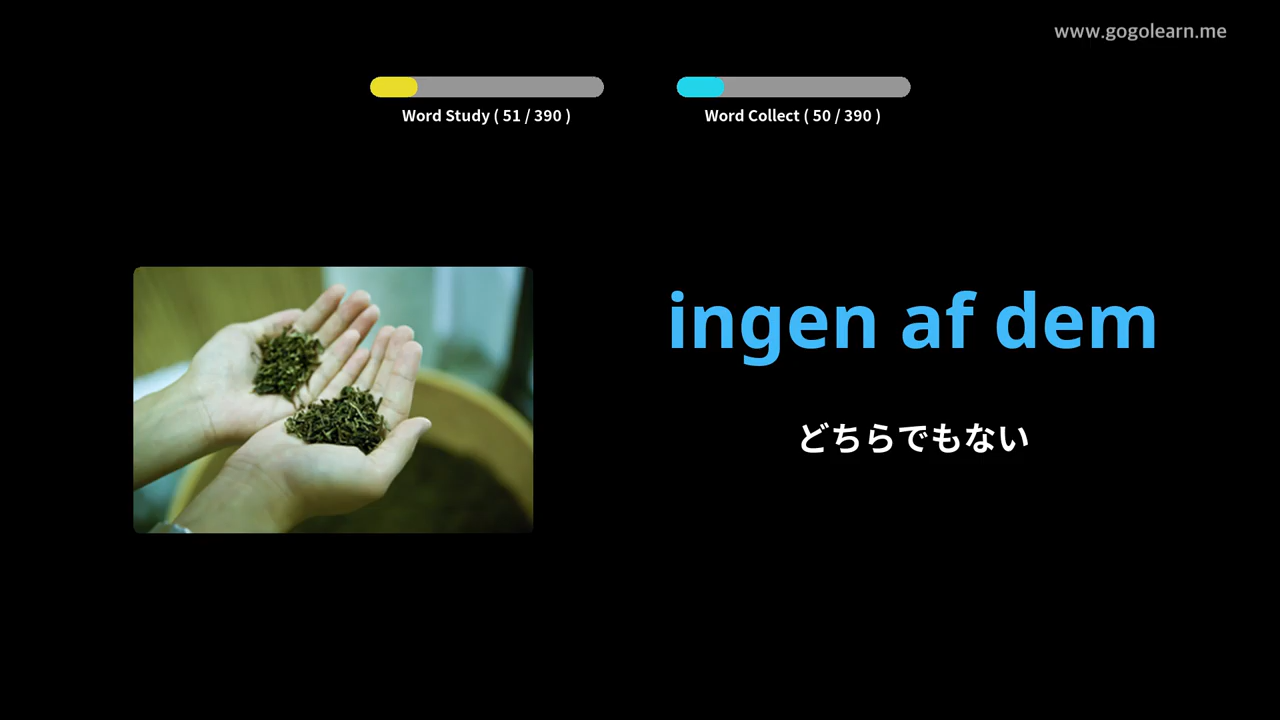 www.gogolearn.me
Word Study ( 51 / 390 )
Word Collect ( 50 / 390 )
ingen af dem
どちらでもない